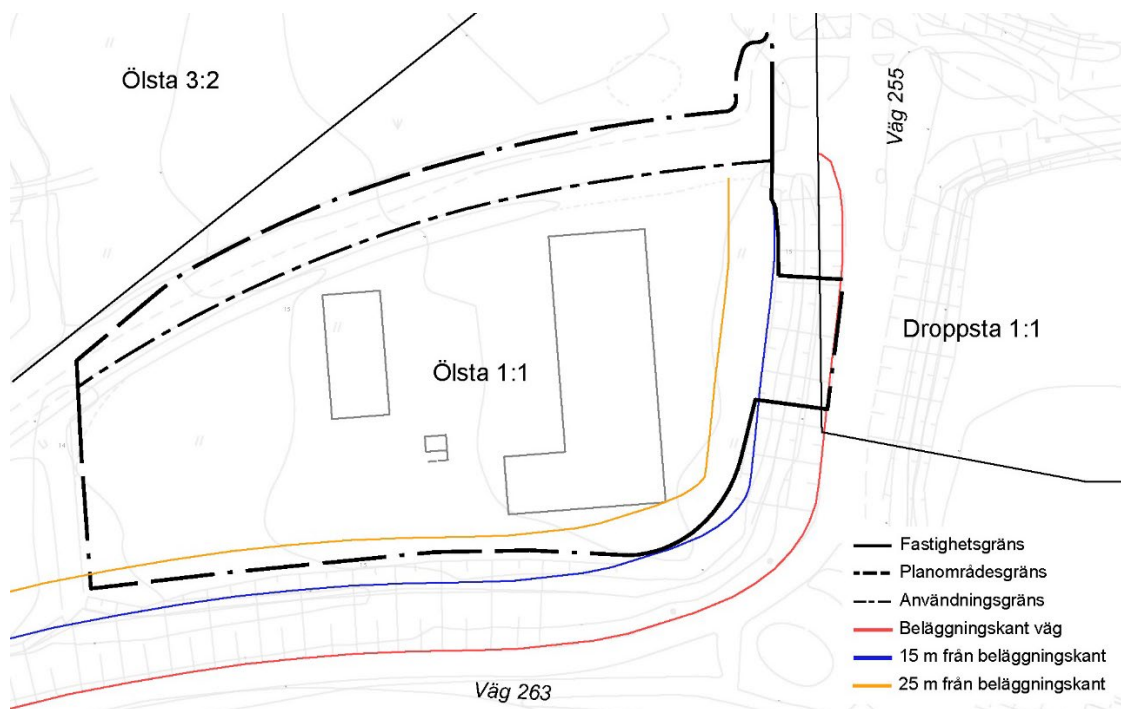 Ölsta 3:2
Väg 255
Ölsta 1:1
Droppsta 1:1
Väg 263
Fastighetsgräns
Planområdesgräns
Användningsgräns
Beläggningskant väg
15 m från beläggningskant
25 m från beläggningskant